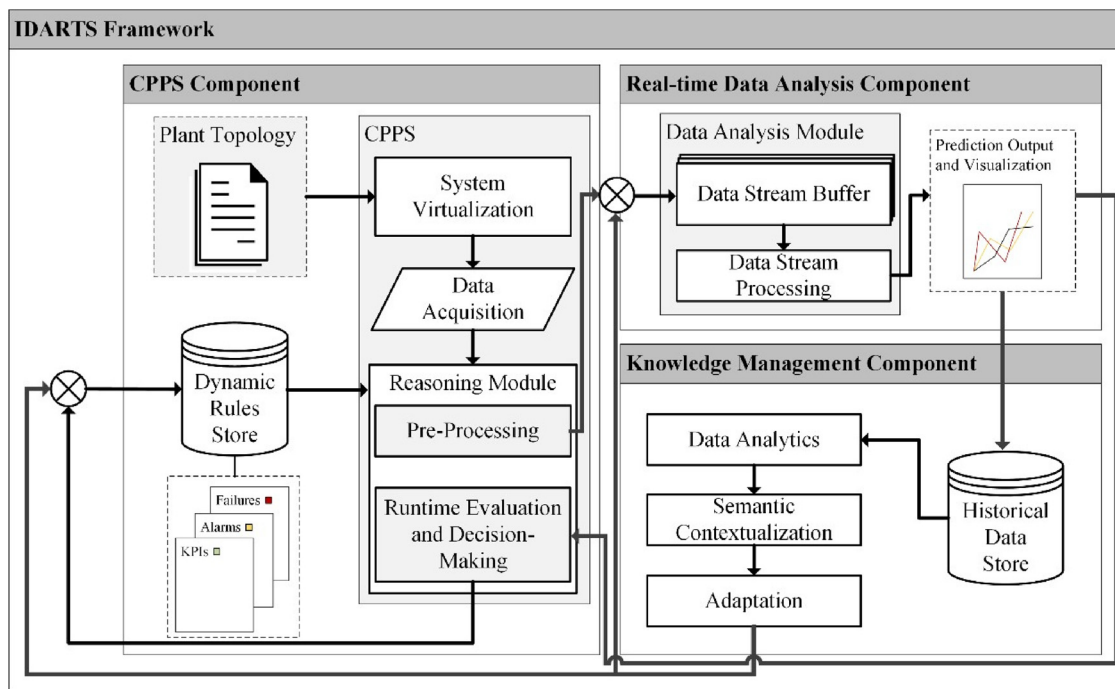 IDARTS Framework
CPPS Component
Plant Topology
CPPS
System
Virtualization
Data
Acquisition
Dynamic
Rules
Store
Reasoning Module
Pre-Processing
Runtime Evaluation
and Decision-
Making
Failures
Alarms
KPIs
Real-time Data Analysis Component
Data Analysis Module
Data Stream Buffer
Data Stream
Processing
Prediction Output
and Visualization
Knowledge Management Component
Data Analytics
Semantic
Contextualization
Adaptation
Historical
Data
Store